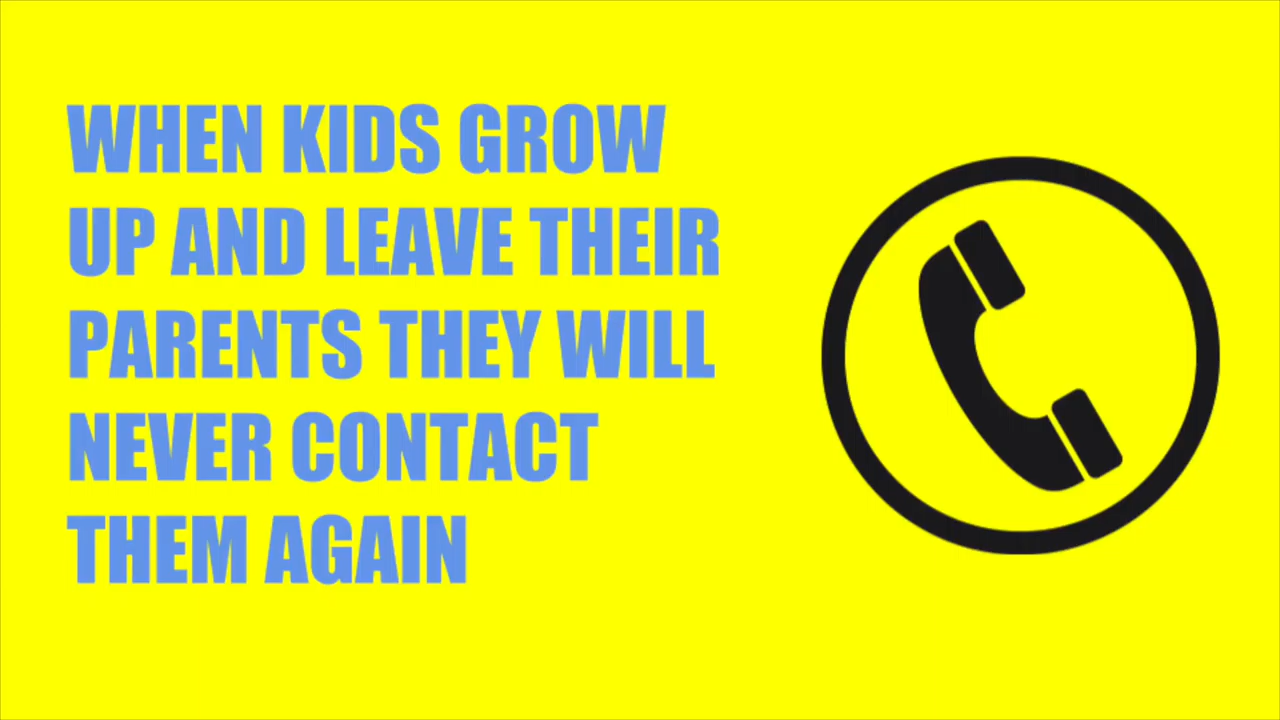 WHEN KIDS GROW
UP AND LEAVE THEIR
PARENTS THEY WILL
NEVER CONTACT
THEM AGAIN